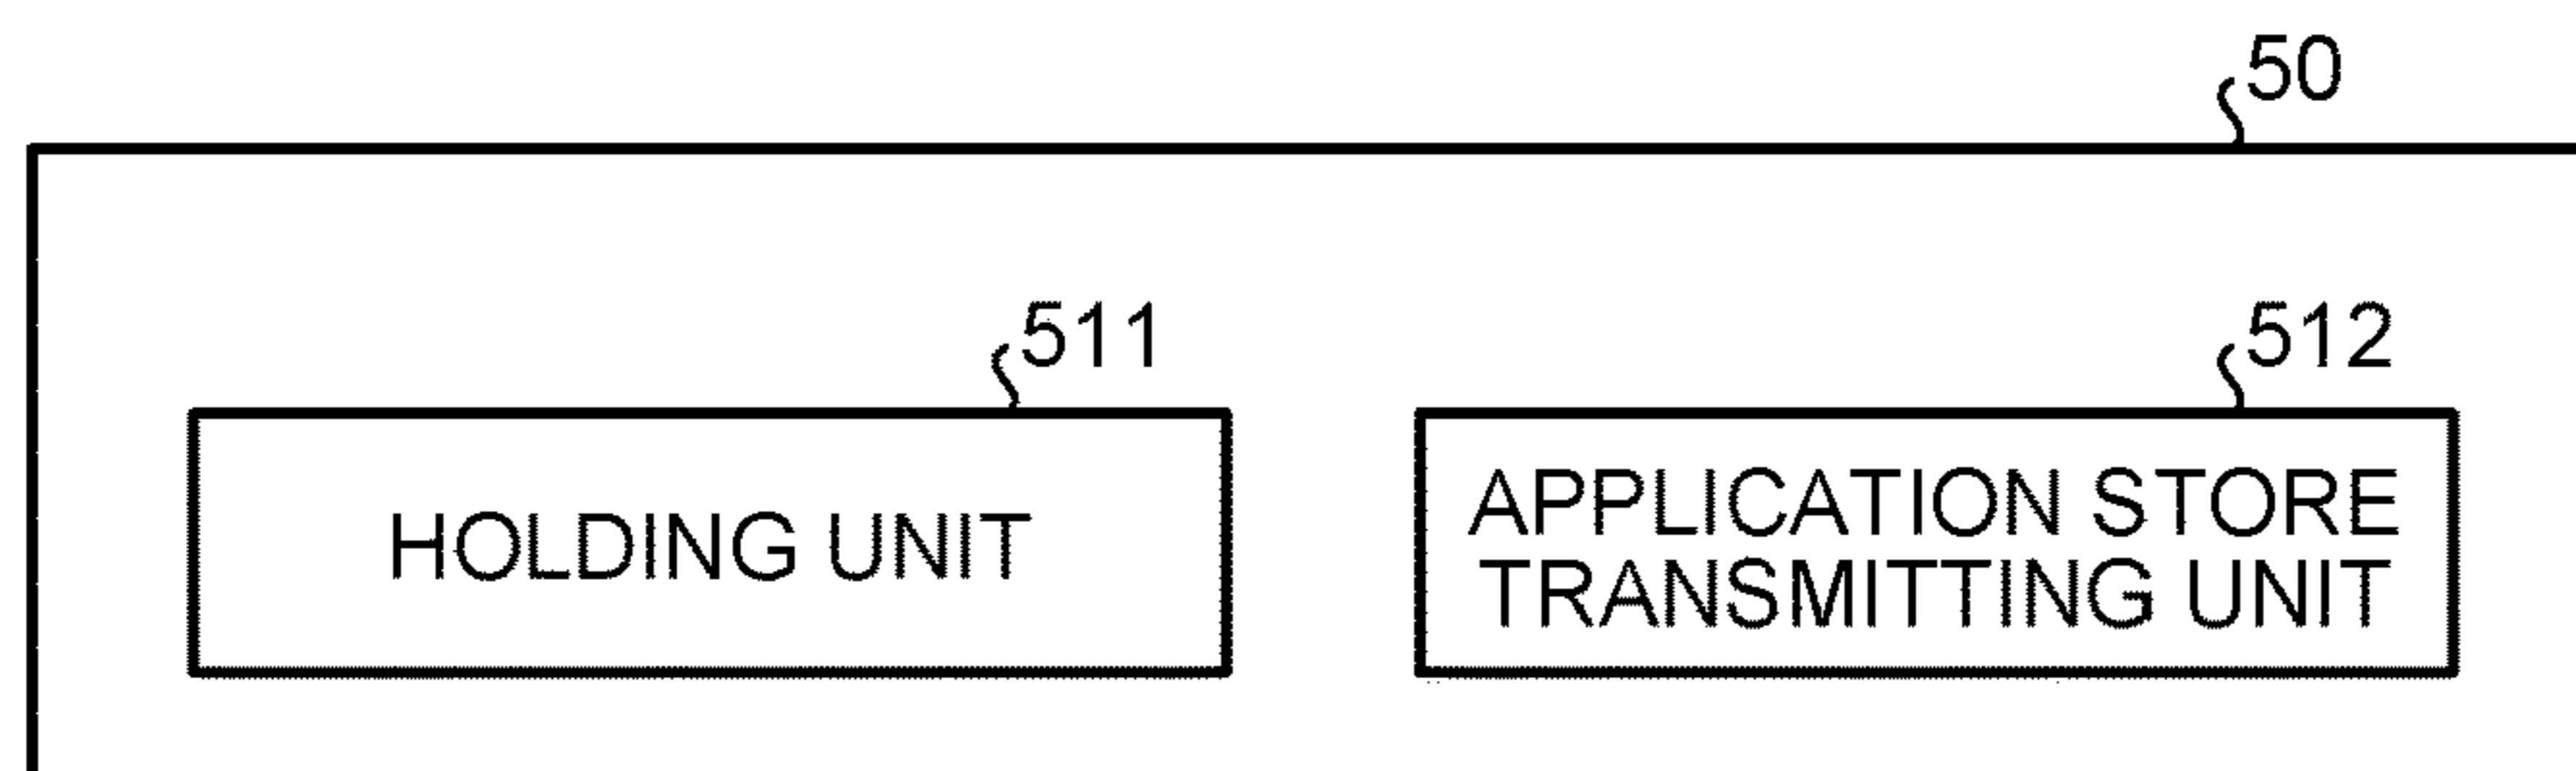 50
511
512
HOLDING UNIT
APPLICATION STORE
TRANSMITTING UNIT